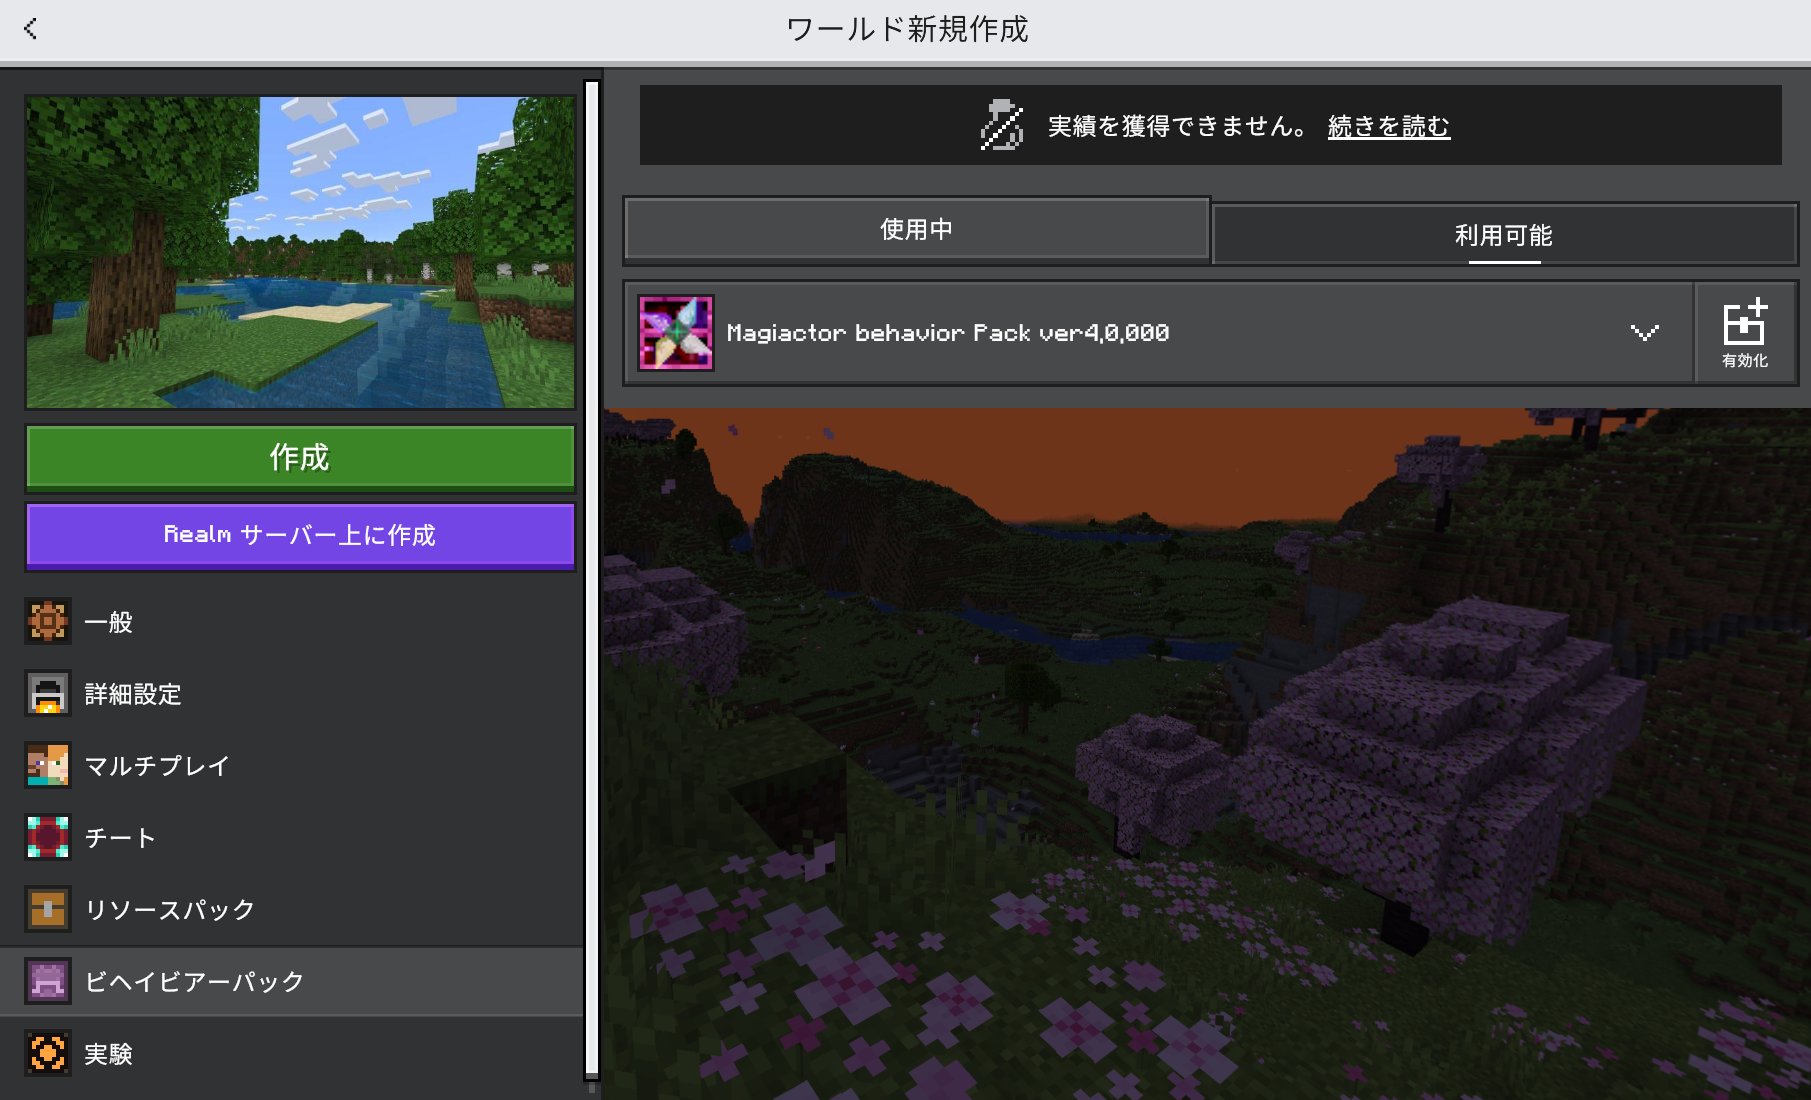 ワールド新規作成
作成
Realm サーバー上に作成
一般
詳細設定
マルチプレイ
チート
リソースパック
ビヘイビアーパック
実験
実績を獲得できません。 続きを読む
使用中
利用可能
Magiactor behavior Pack ver4,0,000
有効化